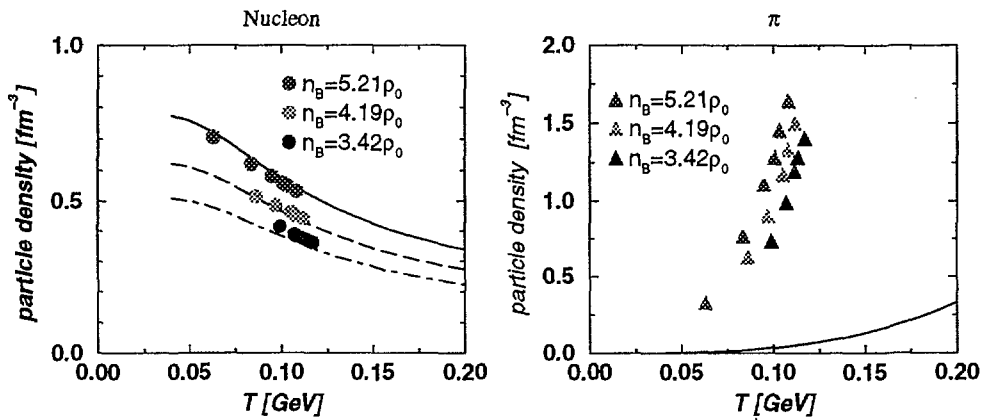 Nucleon
particle density [fm⁻³]
1.0
0.5
0.0
n_B=5.21ρ₀
n_B=4.19ρ₀
n_B=3.42ρ₀
0.00 0.05 0.10 0.15 0.20
T [GeV]
π
particle density [fm⁻³]
2.0
1.5
1.0
0.5
0.0
n_B=5.21ρ₀
n_B=4.19ρ₀
n_B=3.42ρ₀
0.00 0.05 0.10 0.15 0.20
T [GeV]